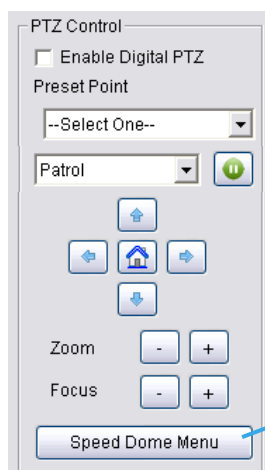 PTZ Control
Enable Digital PTZ
Preset Point
--Select One--
Patrol
Zoom - +
Focus - +
Speed Dome Menu